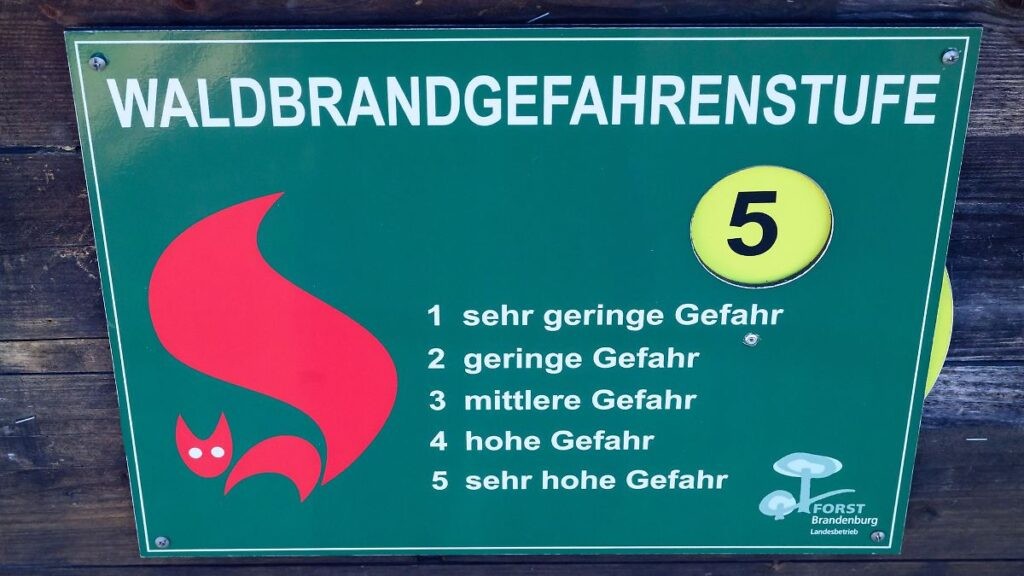 WALDBRANDGEFAHRENSTUFE
5
1 sehr geringe Gefahr
2 geringe Gefahr
3 mittlere Gefahr
4 hohe Gefahr
5 sehr hohe Gefahr
FORST
Brandenburg
Landesbetrieb